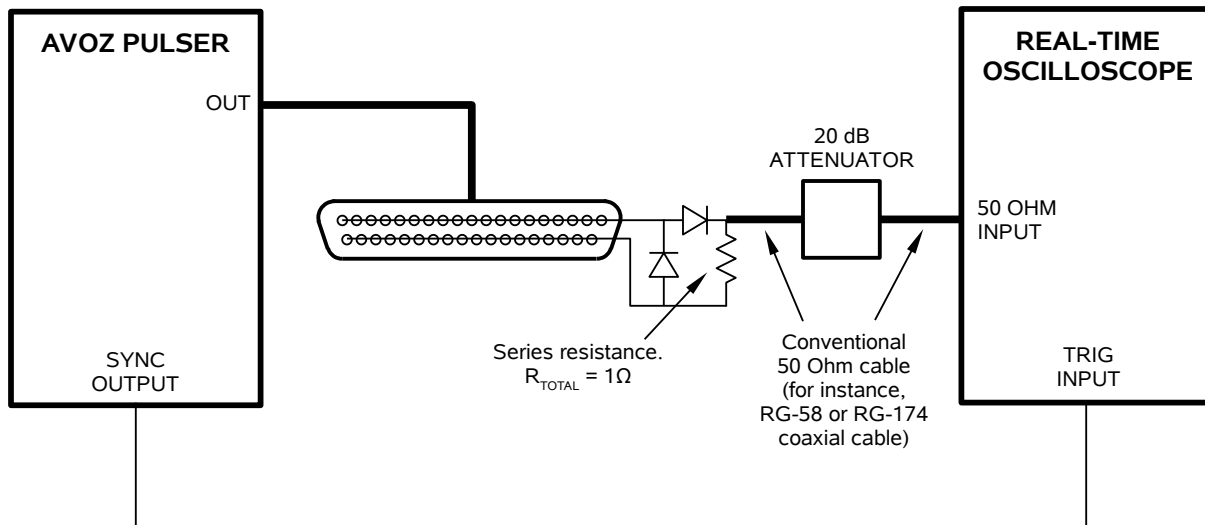 AVOZ PULSER
OUT
SYNC
OUTPUT
Series resistance.
R_TOTAL = 1Ω
20 dB
ATTENUATOR
Conventional
50 Ohm cable
(for instance,
RG-58 or RG-174
coaxial cable)
REAL-TIME
OSCILLOSCOPE
50 OHM
INPUT
TRIG
INPUT